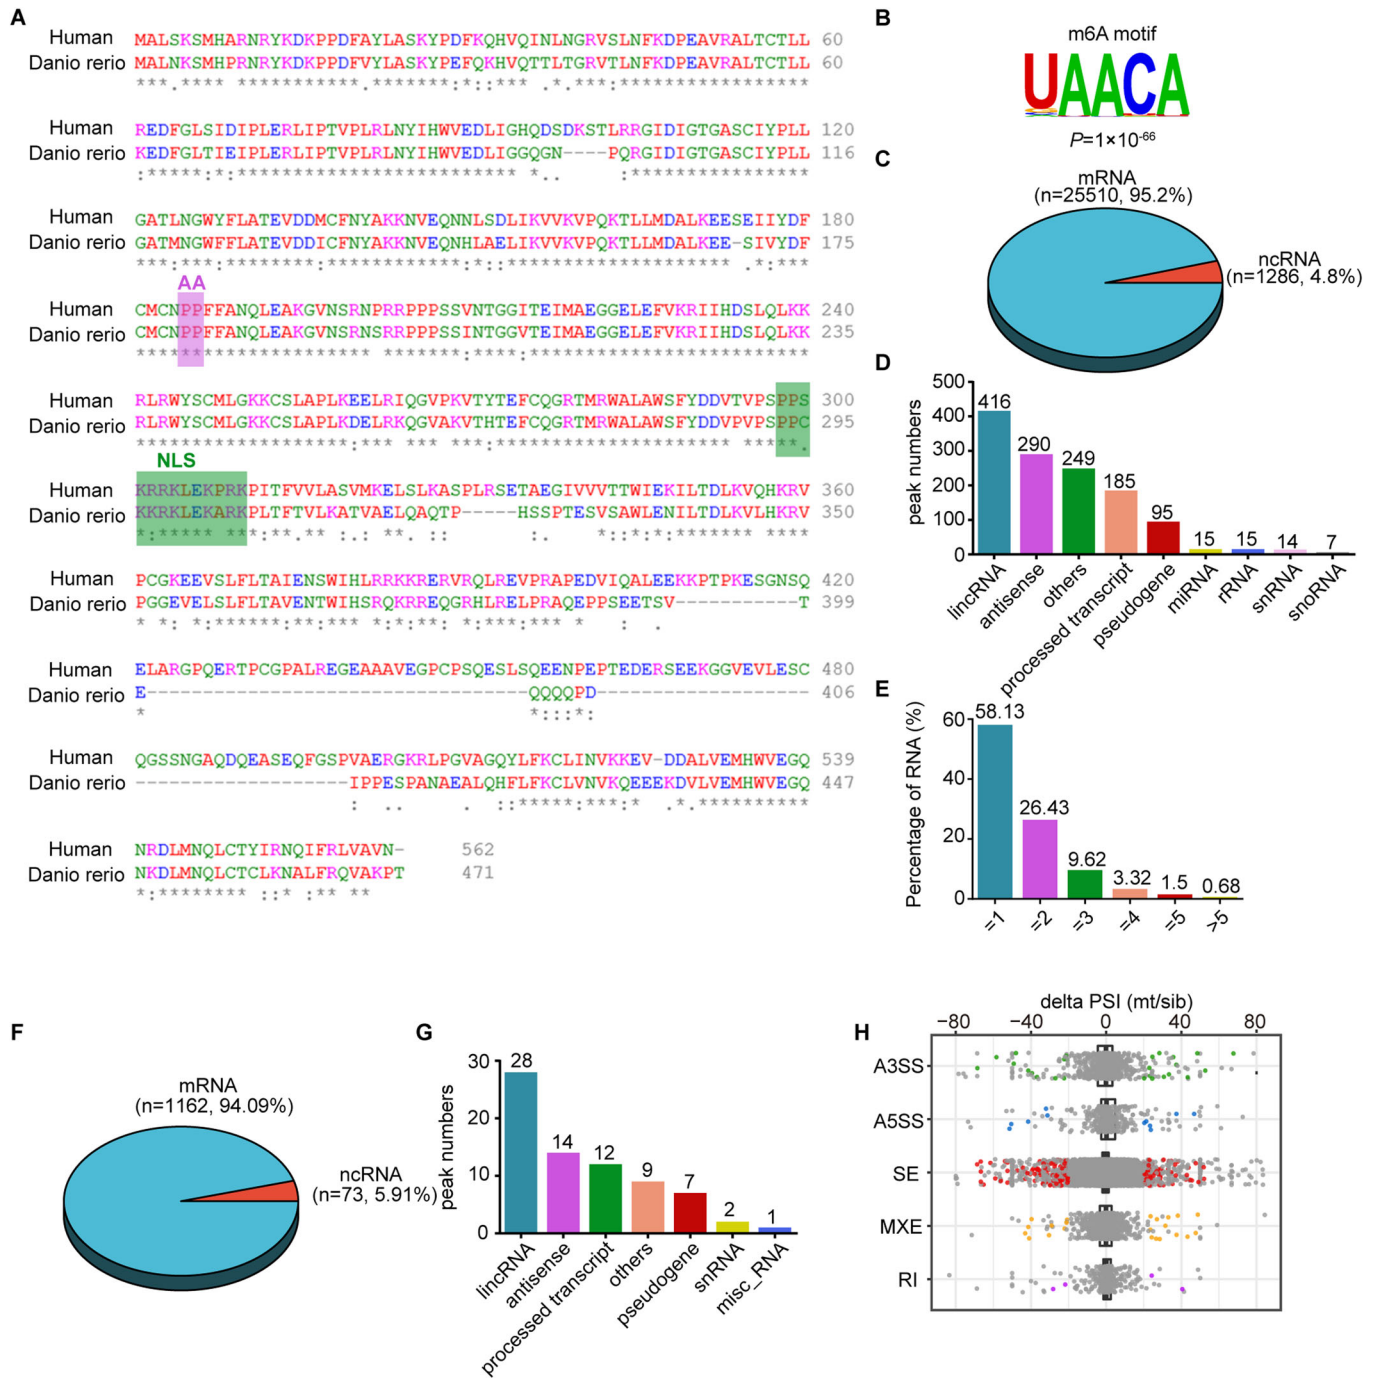 A
Human MALSKSMHARNRYKDKPPDFAYLASKYPDFKQHVQINLNGRVSLNFKDPEAVRALTCTLL 60
Danio rerio MALNKSMHPRNRYKDKPPDFVYLASKYPEFQKHVQTTLTGRVTLNFKDPEAVRALTCTLL 60
Human REDFGLSIDIPLERLIPTVPLRLNYIHWVEDLIGHQDSDKSTLRRGIDIGTGASCIYPLL 120
Danio rerio KEDFGLTIEIPLERLIPTVPLRLNYIHWVEDLIGGQGN----PQRGIDIGTGASCIYPLL 116
Human GATLNGWYFLATEVDDMCFNYAKKNVEQNNLSDLIKVVKVPQKTLLMDALKEESEIIYDF 180
Danio rerio GATMNGWFFLATEVDDICFNYAKKNVEQNHLAELIKVVKVPQKTLLMDALKEE-SIVYDF 175
AA
Human CMCNPPFFANQLEAKGVNSRNPRRPPPSSVNTGGITEIMAEGGELEFVKRIIHDSLQLKK 240
Danio rerio CMCNPPFFANQLEAKGVNSRNSRRPPPSSINTGGVTEIMAEGGELEFVKRIIHDSLQLKK 235
Human RLRWYSCMLGKKCSLAPLKEELRIQGVPKVTYTEFCQGRTMRWALAWSFYDDVTVPSPPS 300
Danio rerio RLRWYSCMLGKKCSLAPLKDELRKQGVAKVTHTEFCQGRTMRWALAWSFYDDVPVPSPPC 295
NLS
Human KRRKLEKPRKPITFVVLASVMKELSLKASPLRSETAEGIVVVTTWIEKILTDLKVQHKRV 360
Danio rerio KKRKLEKARKPLTFTVLKATVAELQAQTP-----HSSPTESVSAWLENILTDLKVLHKRV 350
Human PCGKEEVSLFLTAIENSWIHLRRKKRERVRQLREVPRAPEDVIQALEEKKPTPKESGNSQ 420
Danio rerio PGGEVELSLFLTAVENTWIHSRQKRREQGRHLRELPRAQEPPSEETSV-----------T 399
Human ELARGPQERTPCGPALREGEAAAVEGPCPSQESLSQEENPEPTEDERSEEKGGVEVLESC 480
Danio rerio E----------------------------------QQQQPD------------------- 406
Human QGSSNGAQDQEASEQFGSPVAERGKRLPGVAGQYLFKCLINVKKEV-DDALVEMHWVEGQ 539
Danio rerio -------------------IPPESPANAEALQHFLFKCLVNVKQEEEKDVLVEMHWVEGQ 447
Human NRDLMNQLCTYIRNQIFRLVAVN- 562
Danio rerio NKDLMNQLCTCLKNALFRQVAKPT 471
B
m6A motif
UAACA
P=1×10-66
C
mRNA
(n=25510, 95.2%)
ncRNA
(n=1286, 4.8%)
D
peak numbers
500
400
300
200
100
0
416
290
249
185
95
15
15
14
7
lincRNA
antisense
others
processed transcript
pseudogene
miRNA
rRNA
snRNA
snoRNA
E
Percentage of RNA (%)
60
40
20
0
58.13
26.43
9.62
3.32
1.5
0.68
=1
=2
=3
=4
=5
>5
F
mRNA
(n=1162, 94.09%)
ncRNA
(n=73, 5.91%)
G
peak numbers
30
20
10
0
28
14
12
9
7
2
1
lincRNA
antisense
processed transcript
others
pseudogene
snRNA
misc_RNA
H
delta PSI (mt/sib)
−80 −40 0 40 80
A3SS
A5SS
SE
MXE
RI